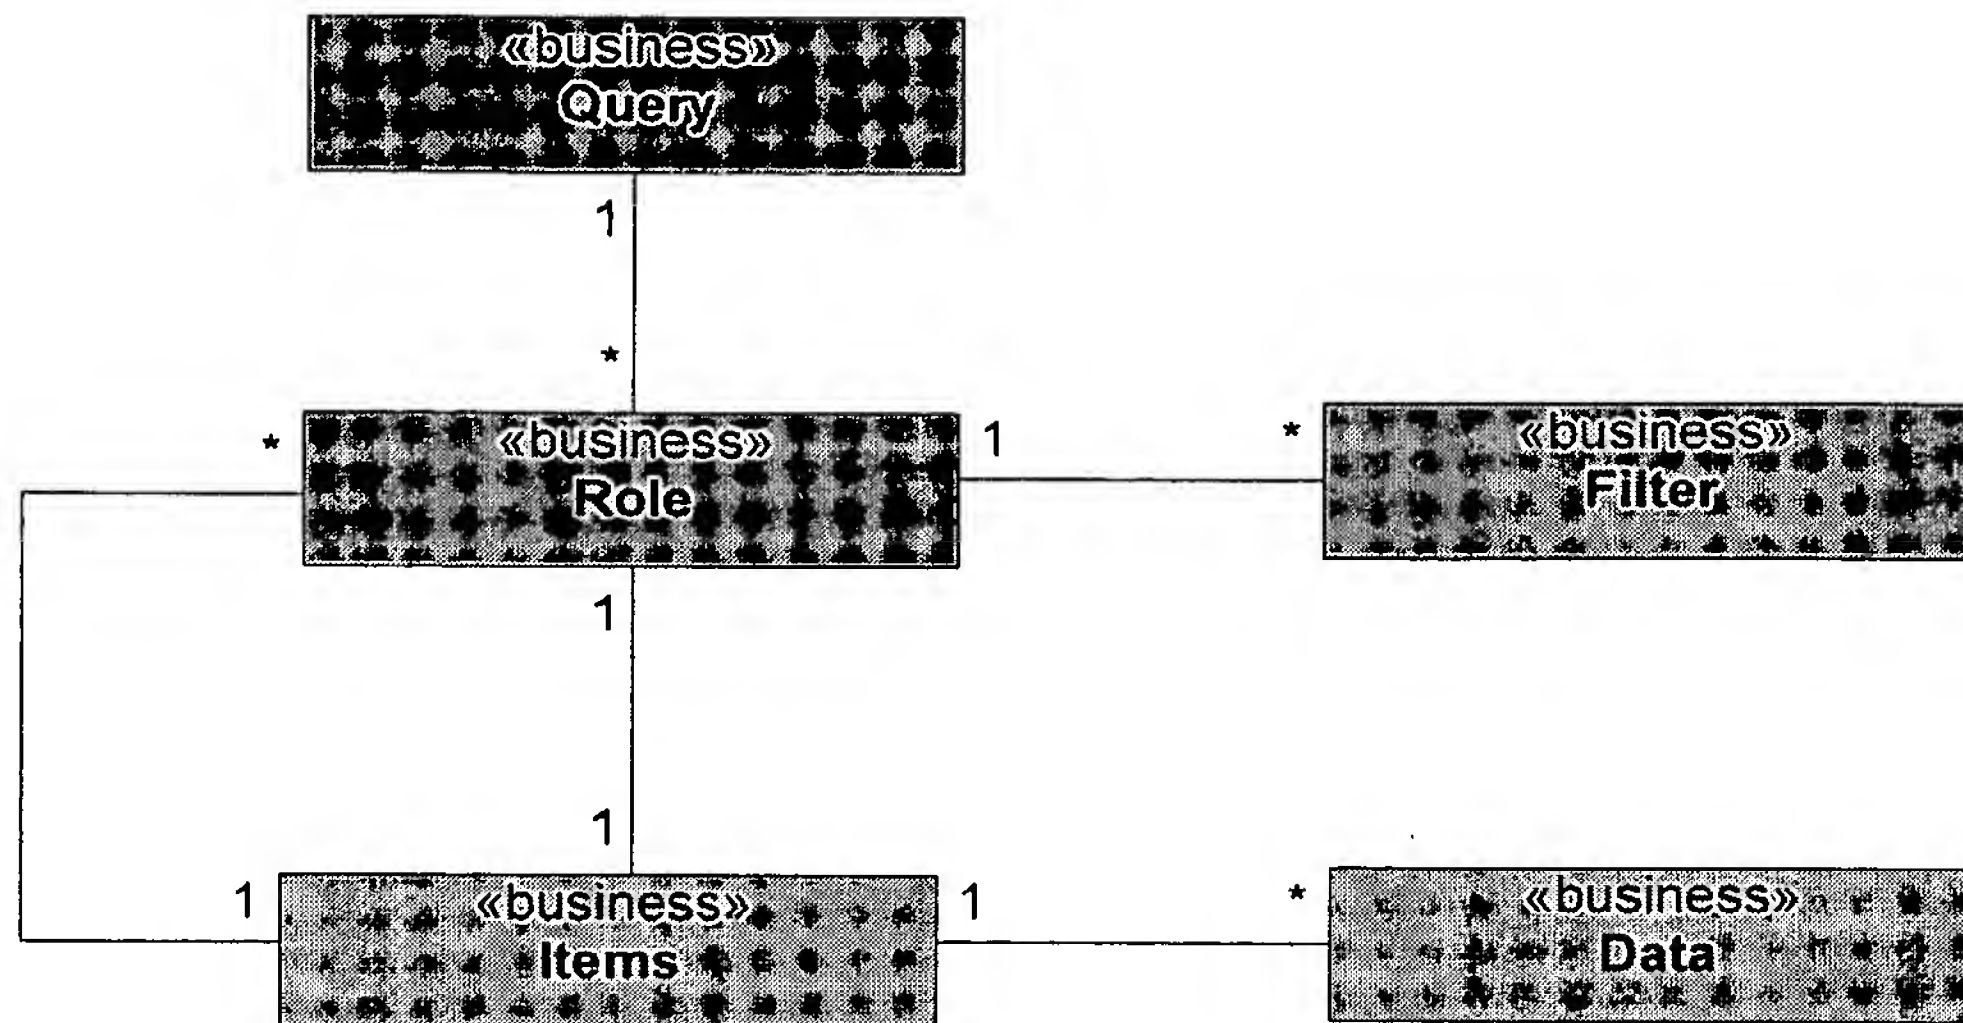 «business»
Query
1
*
*
«business»
Role
1
*
«business»
Filter
1
1
1
«business»
Items
1
*
«business»
Data